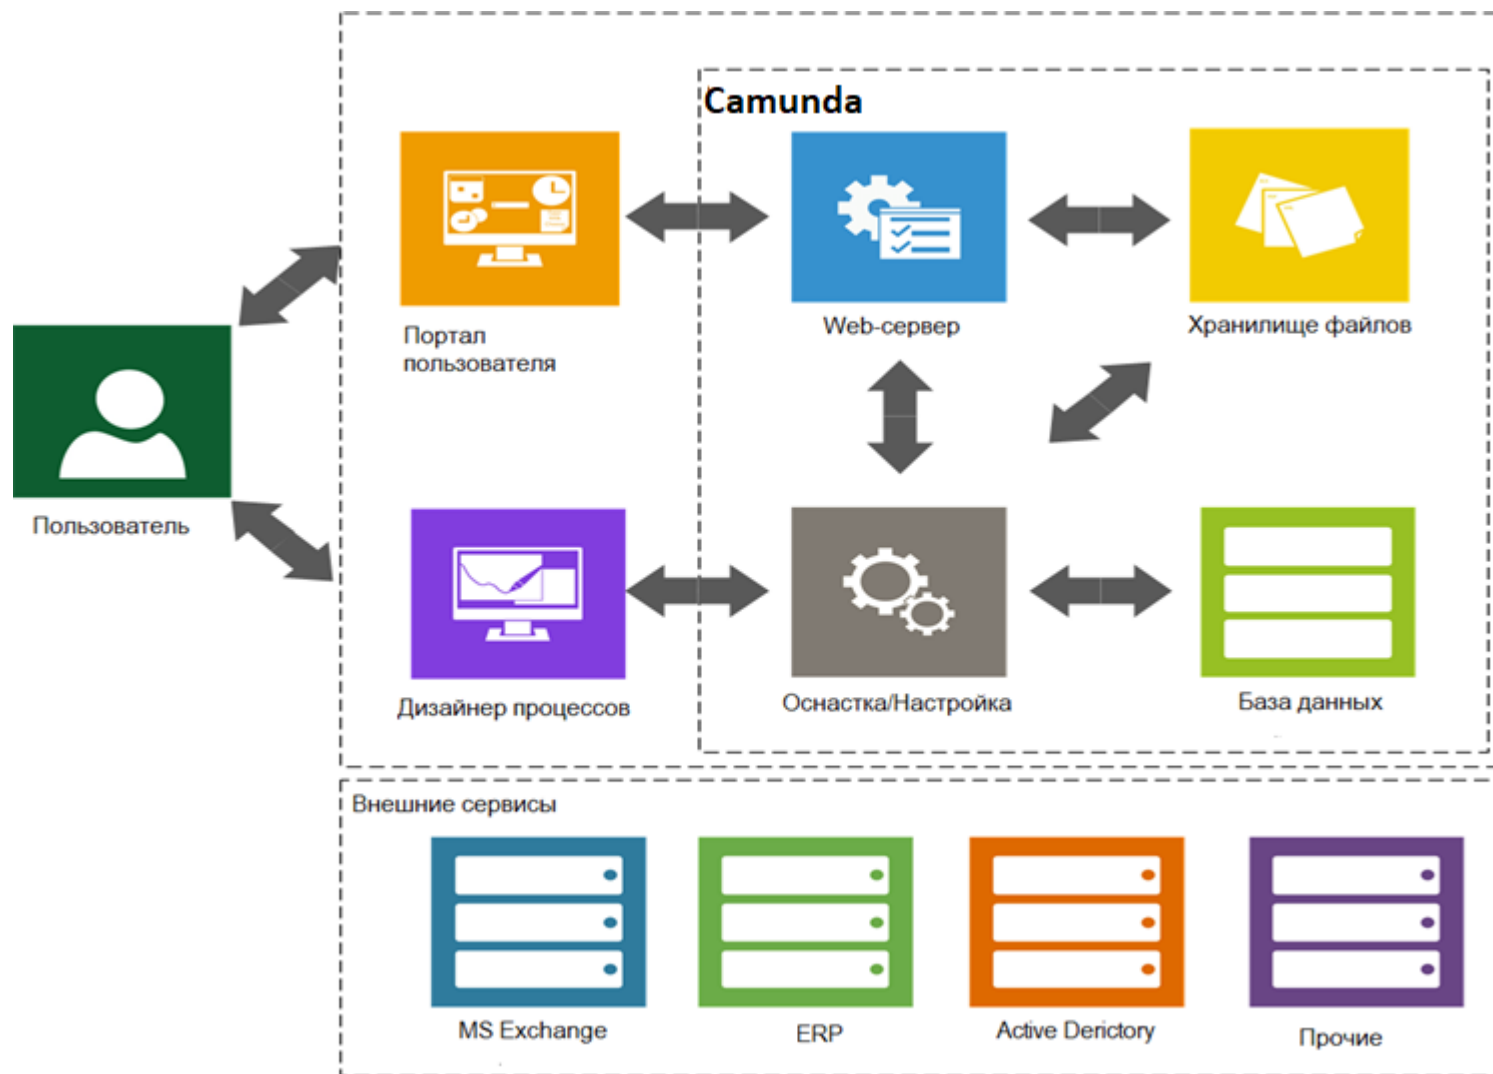 Camunda
Портал
пользователя
Web-сервер
Хранилище файлов
Пользователь
Дизайнер процессов
Оснастка/Настройка
База данных
Внешние сервисы
MS Exchange
ERP
Active Derictory
Прочие